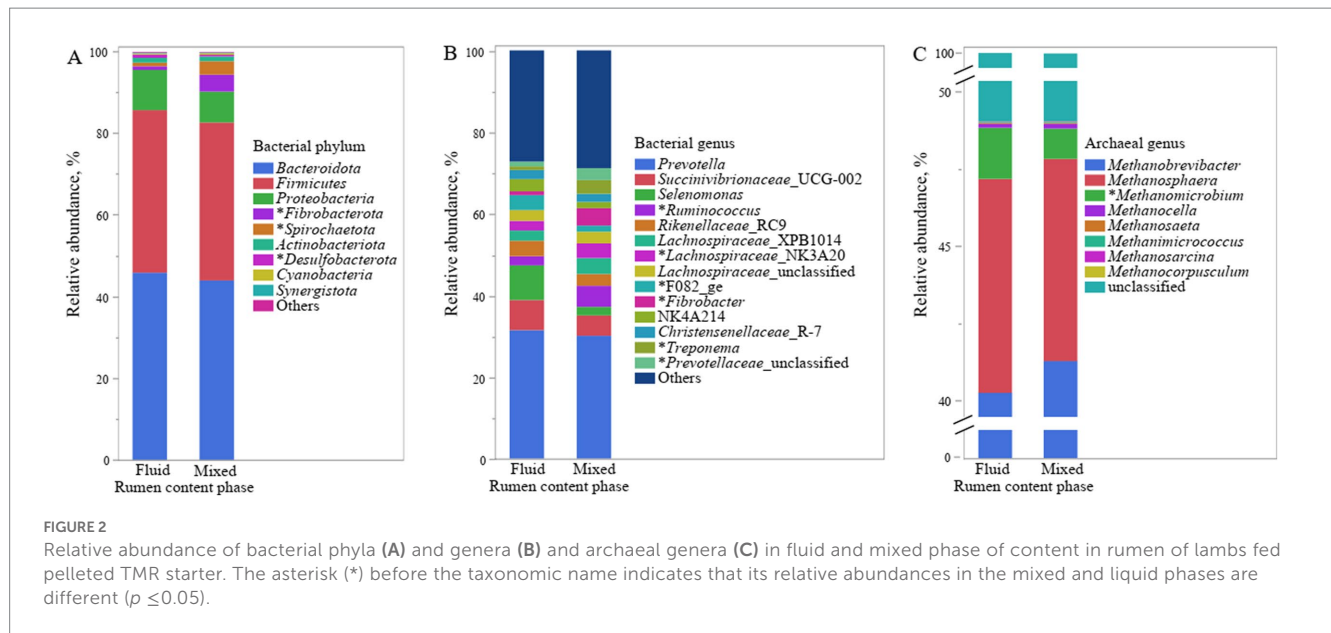 A
100
80
60
40
20
0
Relative abundance, %
Fluid Mixed
Rumen content phase
Bacterial phylum
Bacteroidota
Firmicutes
Proteobacteria
*Fibrobacterota
*Spirochaetota
Actinobacteriota
*Desulfobacterota
Cyanobacteria
Synergistota
Others
B
100
80
60
40
20
0
Relative abundance, %
Fluid Mixed
Rumen content phase
Bacterial genus
Prevotella
Succinivibrionaceae_UCG-002
Selenomonas
*Ruminococcus
Rikenellaceae_RC9
Lachnospiraceae_XPB1014
*Lachnospiraceae_NK3A20
Lachnospiraceae_unclassified
*F082_ge
*Fibrobacter
NK4A214
Christensenellaceae_R-7
*Treponema
*Prevotellaceae_unclassified
Others
C
100
50
45
40
0
Relative abundance, %
Fluid Mixed
Rumen content phase
Archaeal genus
Methanobrevibacter
Methanosphaera
*Methanomicrobium
Methanocella
Methanosaeta
Methanimicrococcus
Methanosarcina
Methanocorpusculum
unclassified
FIGURE 2
Relative abundance of bacterial phyla (A) and genera (B) and archaeal genera (C) in fluid and mixed phase of content in rumen of lambs fed
pelleted TMR starter. The asterisk (*) before the taxonomic name indicates that its relative abundances in the mixed and liquid phases are
different (p ≤0.05).